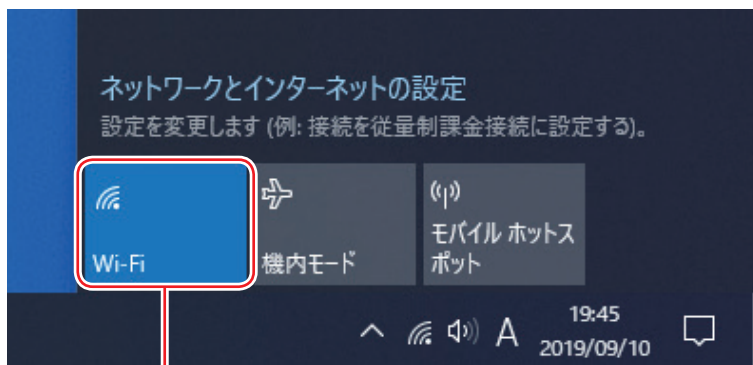 ネットワークとインターネットの設定
設定を変更します (例: 接続を従量制課金接続に設定する)。
Wi-Fi
機内モード
モバイル ホットス
ポット
A
19:45
2019/09/10